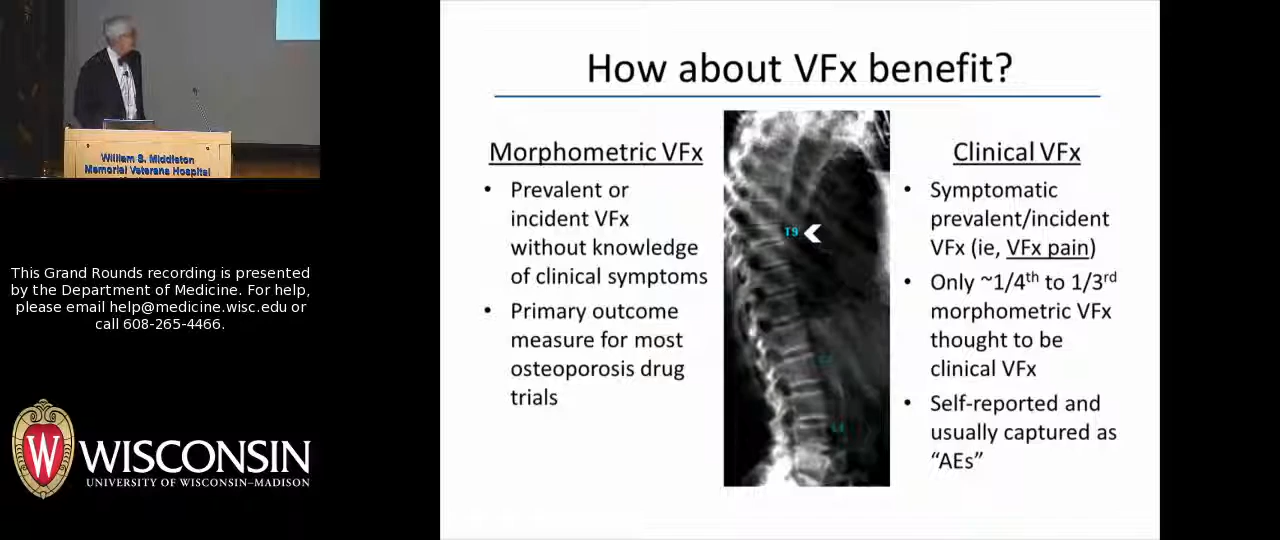 William S. Middleton
Memorial Veterans Hospital
This Grand Rounds recording is presented
by the Department of Medicine. For help,
please email help@medicine.wisc.edu or
call 608-265-4466.
W
WISCONSIN
UNIVERSITY OF WISCONSIN–MADISON
How about VFx benefit?
Morphometric VFx
• Prevalent or
incident VFx
without knowledge
of clinical symptoms
• Primary outcome
measure for most
osteoporosis drug
trials
Clinical VFx
• Symptomatic
prevalent/incident
VFx (ie, VFx pain)
• Only ~1/4th to 1/3rd
morphometric VFx
thought to be
clinical VFx
• Self-reported and
usually captured as
“AEs”